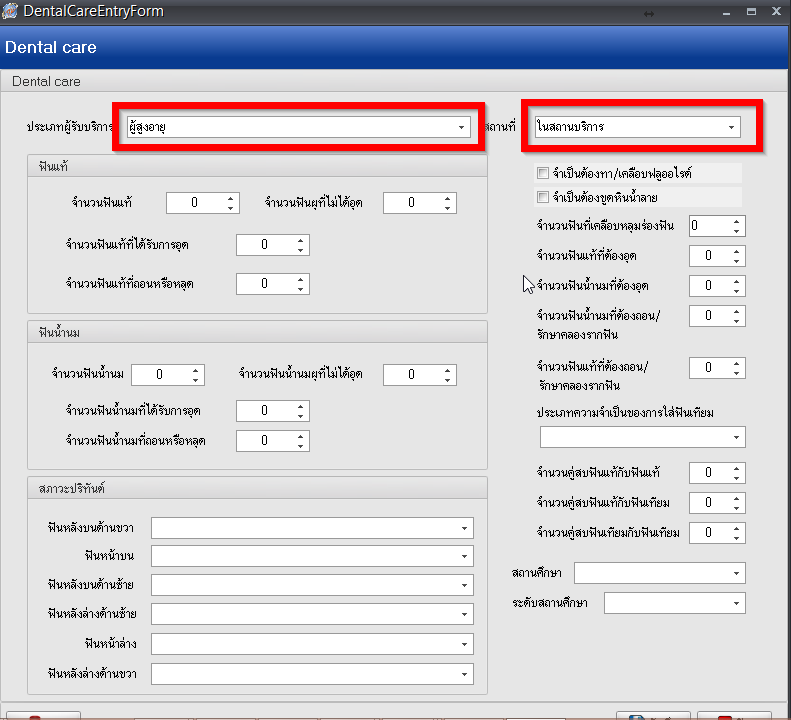 DentalCareEntryForm
Dental care
Dental care
ประเภทผู้รับบริการ ผู้สูงอายุ
สถานที่ ในสถานบริการ
ฟันแท้
จำนวนฟันแท้ 0 จำนวนฟันผุที่ไม่ได้อุด 0
จำนวนฟันแท้ที่ได้รับการอุด 0
จำนวนฟันแท้ที่ถอนหรือหลุด 0
ฟันน้ำนม
จำนวนฟันน้ำนม 0 จำนวนฟันน้ำนมผุที่ไม่ได้อุด 0
จำนวนฟันน้ำนมที่ได้รับการอุด 0
จำนวนฟันน้ำนมที่ถอนหรือหลุด 0
สภาวะปริทันต์
ฟันหลังบนด้านขวา
ฟันหน้าบน
ฟันหลังบนด้านซ้าย
ฟันหลังล่างด้านซ้าย
ฟันหน้าล่าง
ฟันหลังล่างด้านขวา
จำเป็นต้องทา/เคลือบฟลูออไรด์
จำเป็นต้องขูดหินน้ำลาย
จำนวนฟันที่เคลือบหลุมร่องฟัน 0
จำนวนฟันแท้ที่ต้องอุด 0
จำนวนฟันน้ำนมที่ต้องอุด 0
จำนวนฟันน้ำนมที่ต้องถอน/ 0
รักษาคลองรากฟัน
จำนวนฟันแท้ที่ต้องถอน/ 0
รักษาคลองรากฟัน
ประเภทความจำเป็นของการใส่ฟันเทียม
จำนวนคู่สบฟันแท้กับฟันแท้ 0
จำนวนคู่สบฟันแท้กับฟันเทียม 0
จำนวนคู่สบฟันเทียมกับฟันเทียม 0
สถานศึกษา
ระดับสถานศึกษา